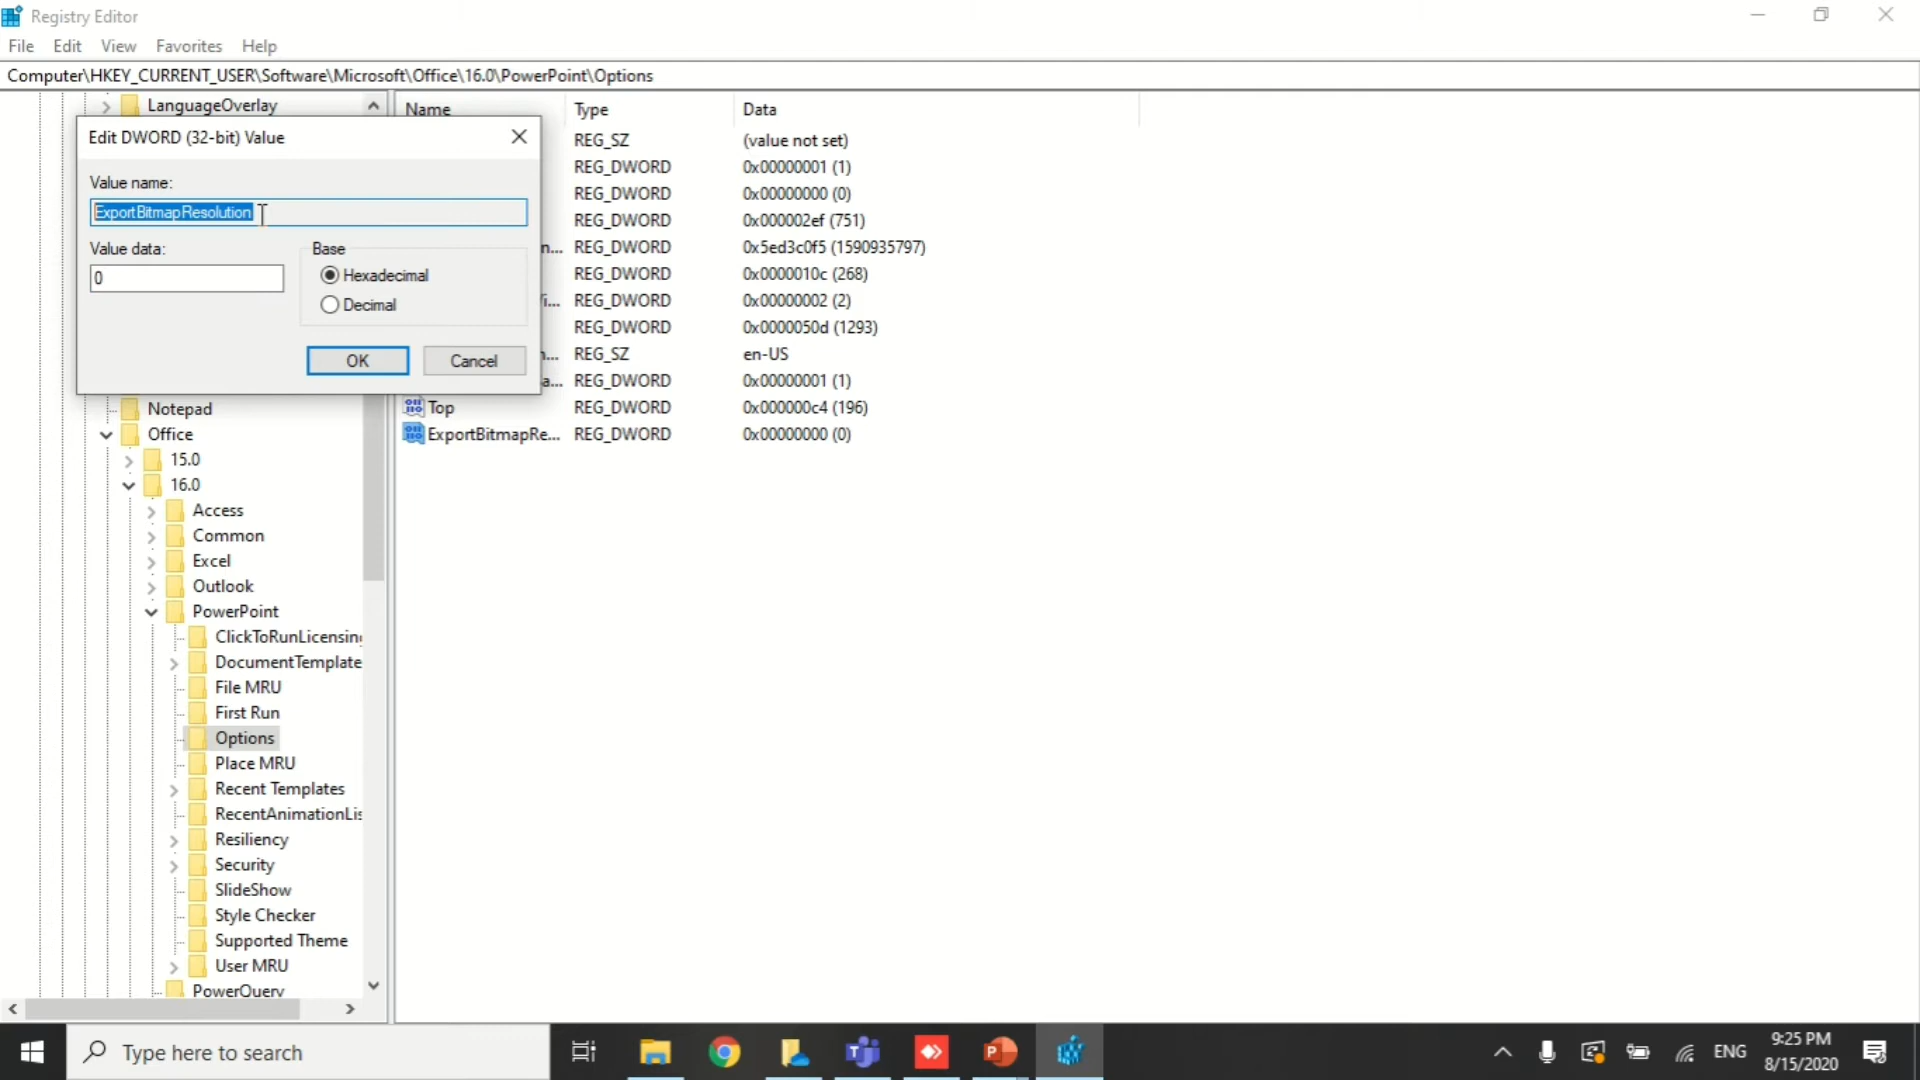 Registry Editor
File Edit View Favorites Help
Computer\HKEY_CURRENT_USER\Software\Microsoft\Office\16.0\PowerPoint\Options
LanguageOverlay
Notepad
Office
15.0
16.0
Access
Common
Excel
Outlook
PowerPoint
ClickToRunLicensing
DocumentTemplate
File MRU
First Run
Options
Place MRU
Recent Templates
RecentAnimationLis
Resiliency
Security
SlideShow
Style Checker
Supported Theme
User MRU
PowerQuery
Edit DWORD (32-bit) Value
Value name:
ExportBitmapResolution
Value data:
0
Base
Hexadecimal
Decimal
OK Cancel
Name Type Data
REG_SZ (value not set)
REG_DWORD 0x00000001 (1)
REG_DWORD 0x00000000 (0)
REG_DWORD 0x000002ef (751)
n... REG_DWORD 0x5ed3c0f5 (1590935797)
REG_DWORD 0x0000010c (268)
i... REG_DWORD 0x00000002 (2)
REG_DWORD 0x0000050d (1293)
... REG_SZ en-US
a... REG_DWORD 0x00000001 (1)
Top REG_DWORD 0x000000c4 (196)
ExportBitmapRe... REG_DWORD 0x00000000 (0)
Type here to search
ENG
9:25 PM
8/15/2020